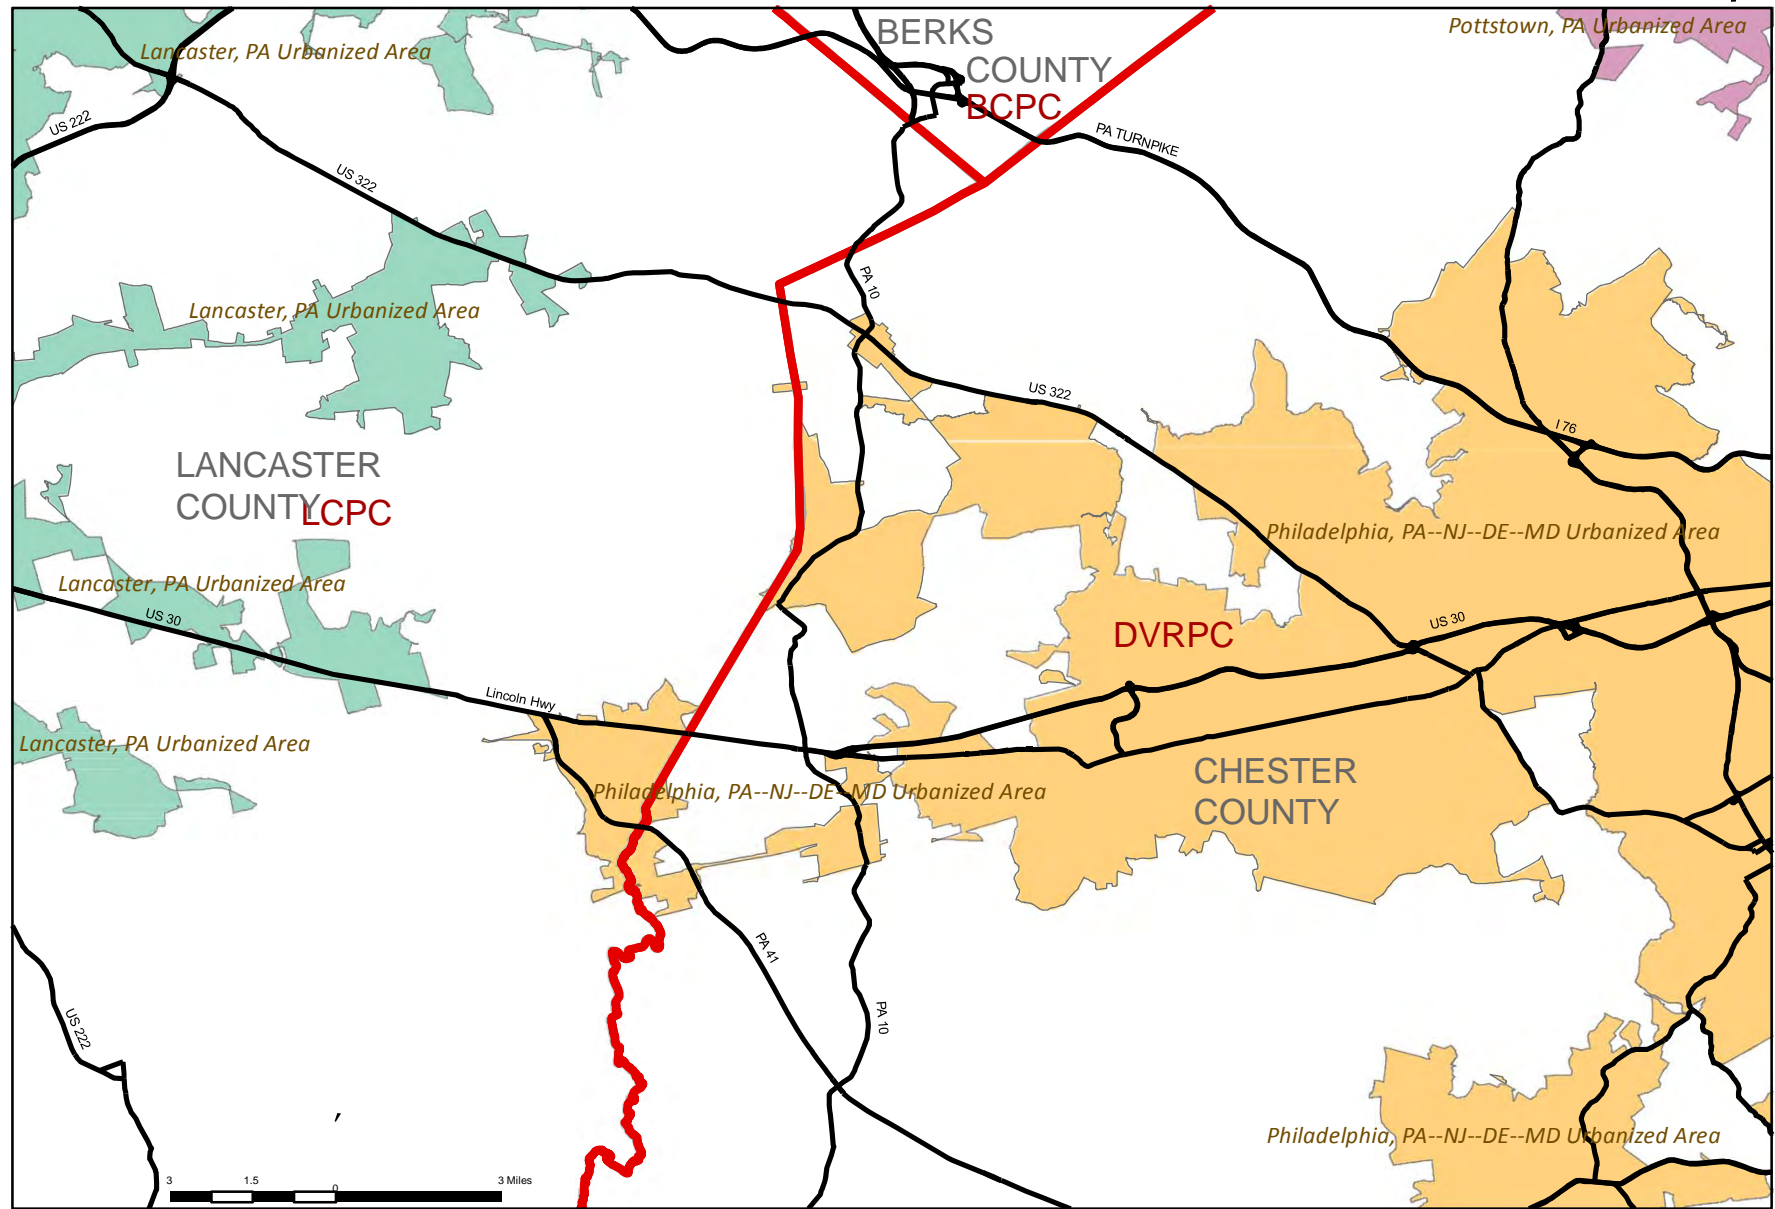 BERKS
COUNTY
BCPC
Pottstown, PA Urbanized Area
Lancaster, PA Urbanized Area
US 222
PA TURNPIKE
US 322
PA 10
Lancaster, PA Urbanized Area
US 322
I 76
LANCASTER
COUNTY
LCPC
Philadelphia, PA--NJ--DE--MD Urbanized Area
Lancaster, PA Urbanized Area
US 30
US 30
DVRPC
Lincoln Hwy
Lancaster, PA Urbanized Area
CHESTER
COUNTY
Philadelphia, PA--NJ--DE--MD Urbanized Area
PA 41
PA 10
US 222
,
Philadelphia, PA--NJ--DE--MD Urbanized Area
3 1.5 0 3 Miles